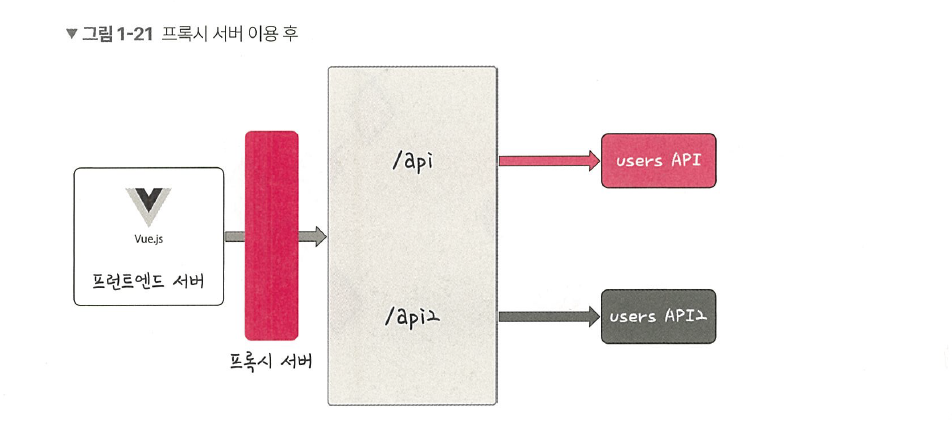 ▼ 그림 1-21 프록시 서버 이용 후
/api
users API
Vue.js
프런트엔드 서버
/api2
users API2
프록시 서버